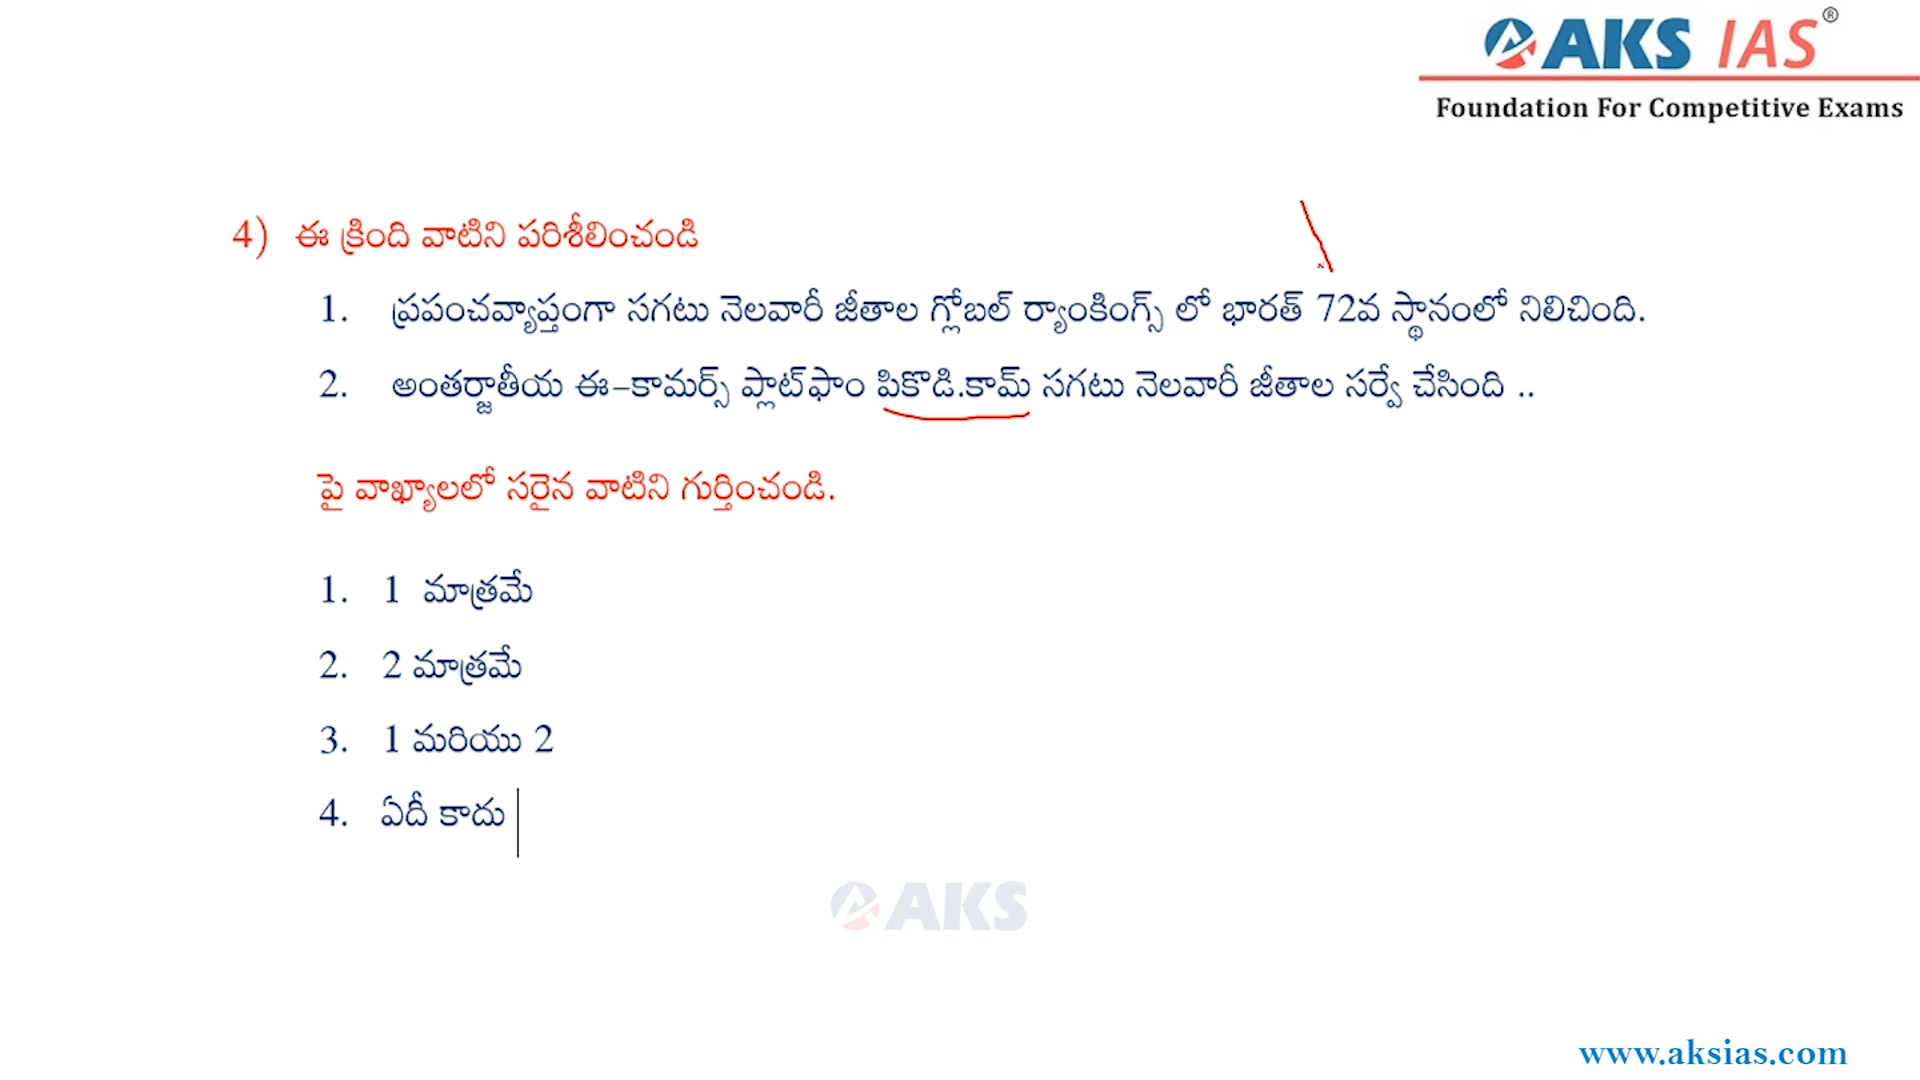 AKS IAS®
Foundation For Competitive Exams
4) ఈ క్రింది వాటిని పరిశీలించండి
1. ప్రపంచవ్యాప్తంగా సగటు నెలవారీ జీతాల గ్లోబల్ ర్యాంకింగ్స్ లో భారత్ 72వ స్థానంలో నిలిచింది.
2. అంతర్జాతీయ ఈ-కామర్స్ ప్లాట్‌ఫాం పికొడి.కామ్ సగటు నెలవారీ జీతాల సర్వే చేసింది ..
పై వాఖ్యాలలో సరైన వాటిని గుర్తించండి.
1. 1 మాత్రమే
2. 2 మాత్రమే
3. 1 మరియు 2
4. ఏదీ కాదు
AKS
www.aksias.com